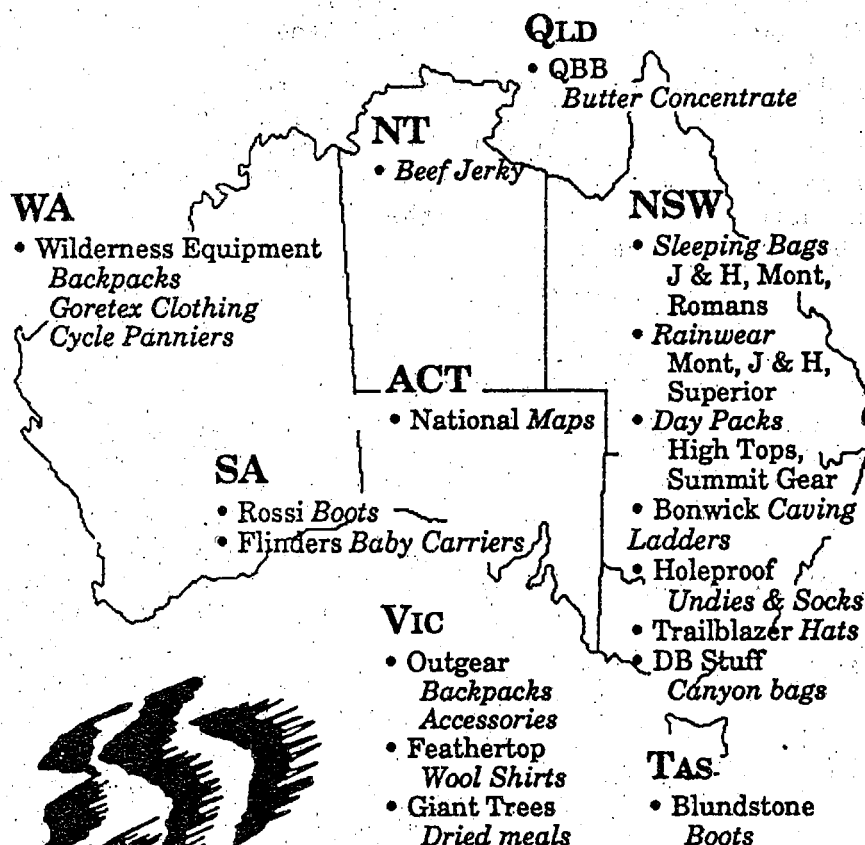 QLD
• QBB
Butter Concentrate
NT
• Beef Jerky
WA
• Wilderness Equipment
Backpacks
Goretex Clothing
Cycle Panniers
NSW
• Sleeping Bags
J & H, Mont,
Romans
• Rainwear
Mont, J & H,
Superior
• Day Packs
High Tops,
Summit Gear
• Bonwick Caving
Ladders
• Holeproof
Undies & Socks
• Trailblazer Hats
• DB Stuff
Canyon bags
ACT
• National Maps
SA
• Rossi Boots
• Flinders Baby Carriers
VIC
• Outgear
Backpacks
Accessories
• Feathertop
Wool Shirts
• Giant Trees
Dried meals
TAS
• Blundstone
Boots